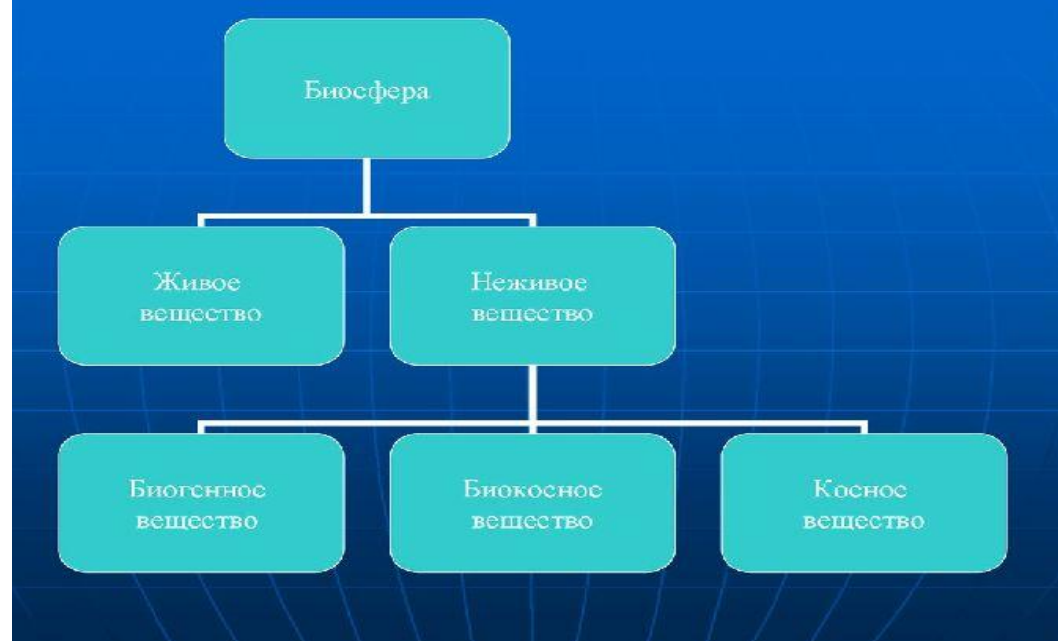 Биосфера
Живое
вещество
Неживое
вещество
Биогенное
вещество
Биокосное
вещество
Косное
вещество